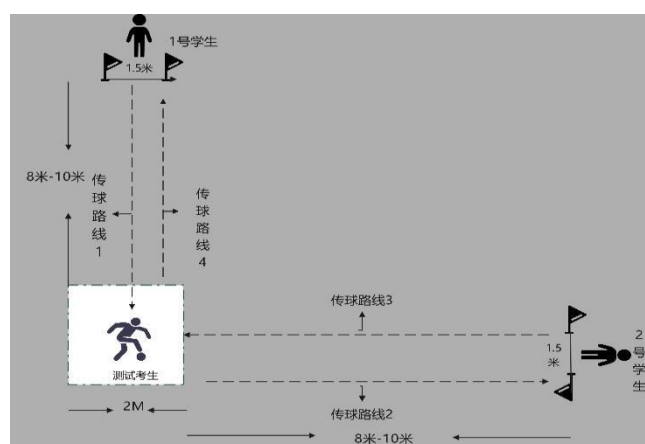 1号学生
1.5米
8米-10米
传球路线1
传球路线4
测试考生
2M
传球路线3
传球路线2
1.5米
2号学生
8米-10米